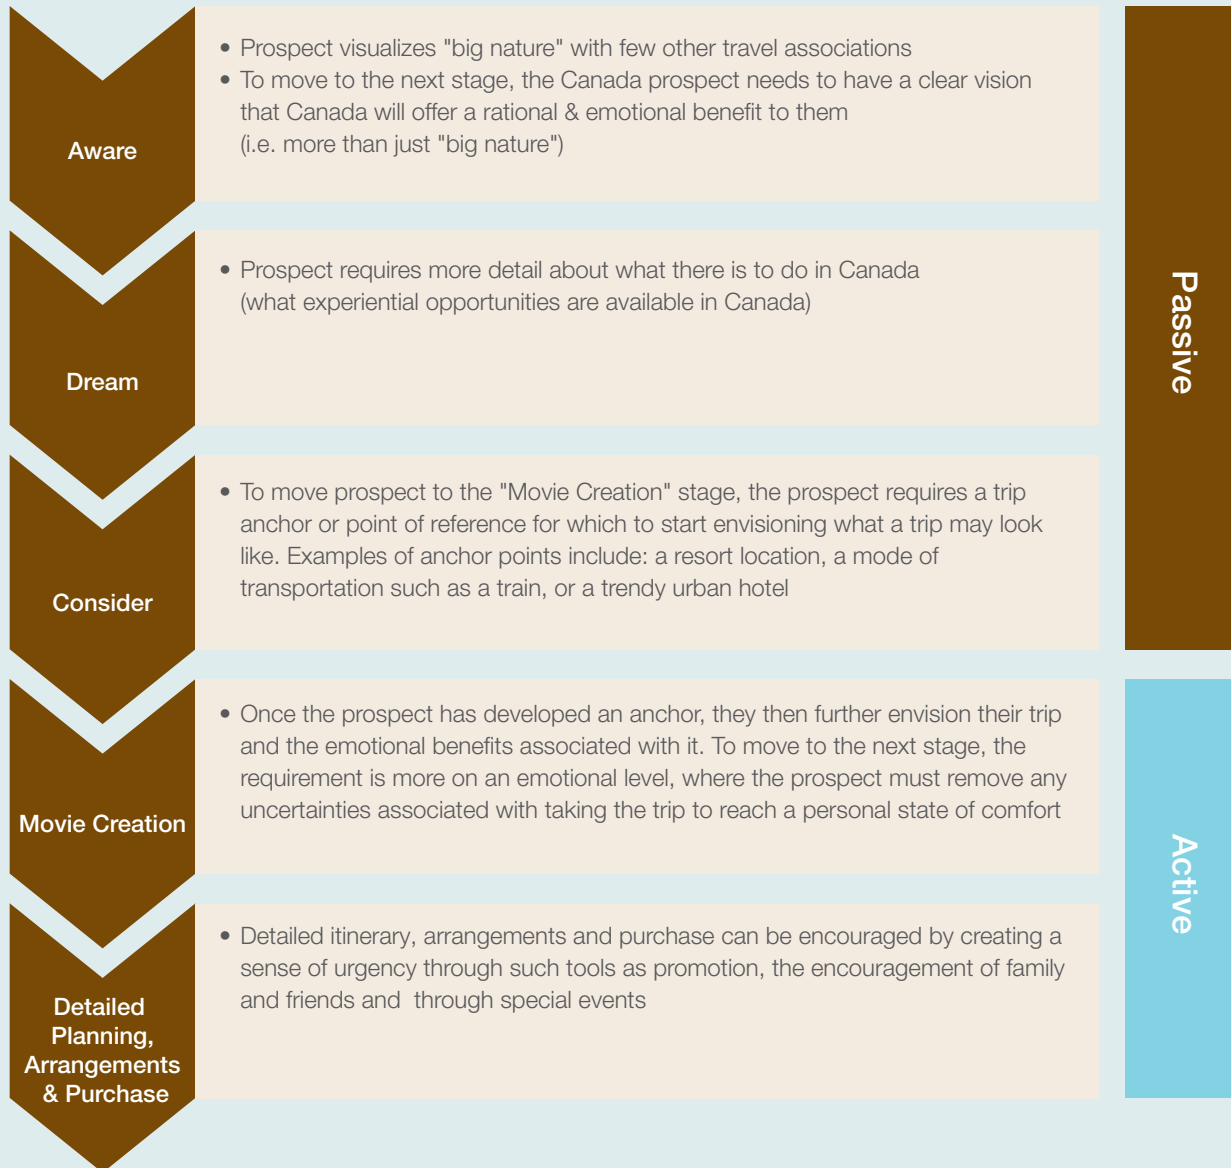 Aware
• Prospect visualizes "big nature" with few other travel associations
• To move to the next stage, the Canada prospect needs to have a clear vision
that Canada will offer a rational & emotional benefit to them
(i.e. more than just "big nature")
Dream
• Prospect requires more detail about what there is to do in Canada
(what experiential opportunities are available in Canada)
Consider
• To move prospect to the "Movie Creation" stage, the prospect requires a trip
anchor or point of reference for which to start envisioning what a trip may look
like. Examples of anchor points include: a resort location, a mode of
transportation such as a train, or a trendy urban hotel
Passive
Movie Creation
• Once the prospect has developed an anchor, they then further envision their trip
and the emotional benefits associated with it. To move to the next stage, the
requirement is more on an emotional level, where the prospect must remove any
uncertainties associated with taking the trip to reach a personal state of comfort
Detailed
Planning,
Arrangements
& Purchase
• Detailed itinerary, arrangements and purchase can be encouraged by creating a
sense of urgency through such tools as promotion, the encouragement of family
and friends and through special events
Active